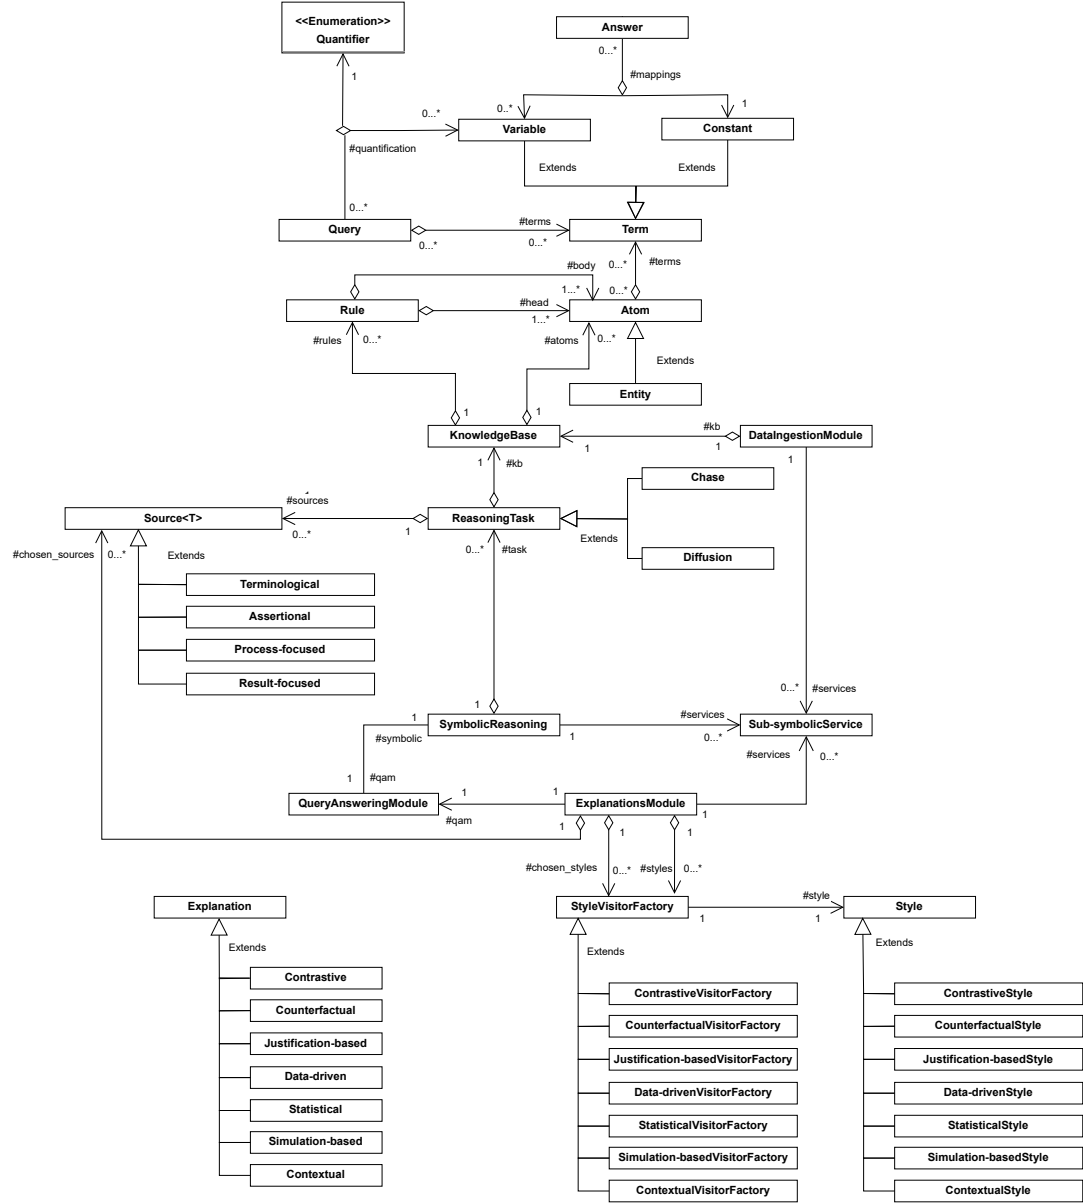 <<Enumeration>>
Quantifier
Answer
0...*
#mappings
1
0...*
0..*
1
Variable
Constant
#quantification
Extends
Extends
0...*
#terms
Query
Term
0...*
0...*
#body
0...*
#terms
1...*
0...*
#head
Rule
Atom
1...*
#rules
0...*
#atoms
0...*
Extends
Entity
1
1
#kb
KnowledgeBase
DataIngestionModule
1
1
1
1
#kb
Chase
#sources
Source<T>
ReasoningTask
0...*
1
Extends
#chosen_sources
0...*
Extends
0...*
#task
Diffusion
Terminological
Assertional
Process-focused
Result-focused
0...*
#services
1
1
#services
SymbolicReasoning
Sub-symbolicService
#symbolic
1
0...*
#services
0...*
1
#qam
1
1
QueryAnsweringModule
ExplanationsModule
#qam
1
1
1
1
#chosen_styles
0...*
#styles
0...*
#style
Explanation
StyleVisitorFactory
Style
1
1
Extends
Extends
Extends
Contrastive
ContrastiveVisitorFactory
ContrastiveStyle
Counterfactual
CounterfactualVisitorFactory
CounterfactualStyle
Justification-based
Justification-basedVisitorFactory
Justification-basedStyle
Data-driven
Data-drivenVisitorFactory
Data-drivenStyle
Statistical
StatisticalVisitorFactory
StatisticalStyle
Simulation-based
Simulation-basedVisitorFactory
Simulation-basedStyle
Contextual
ContextualVisitorFactory
ContextualStyle